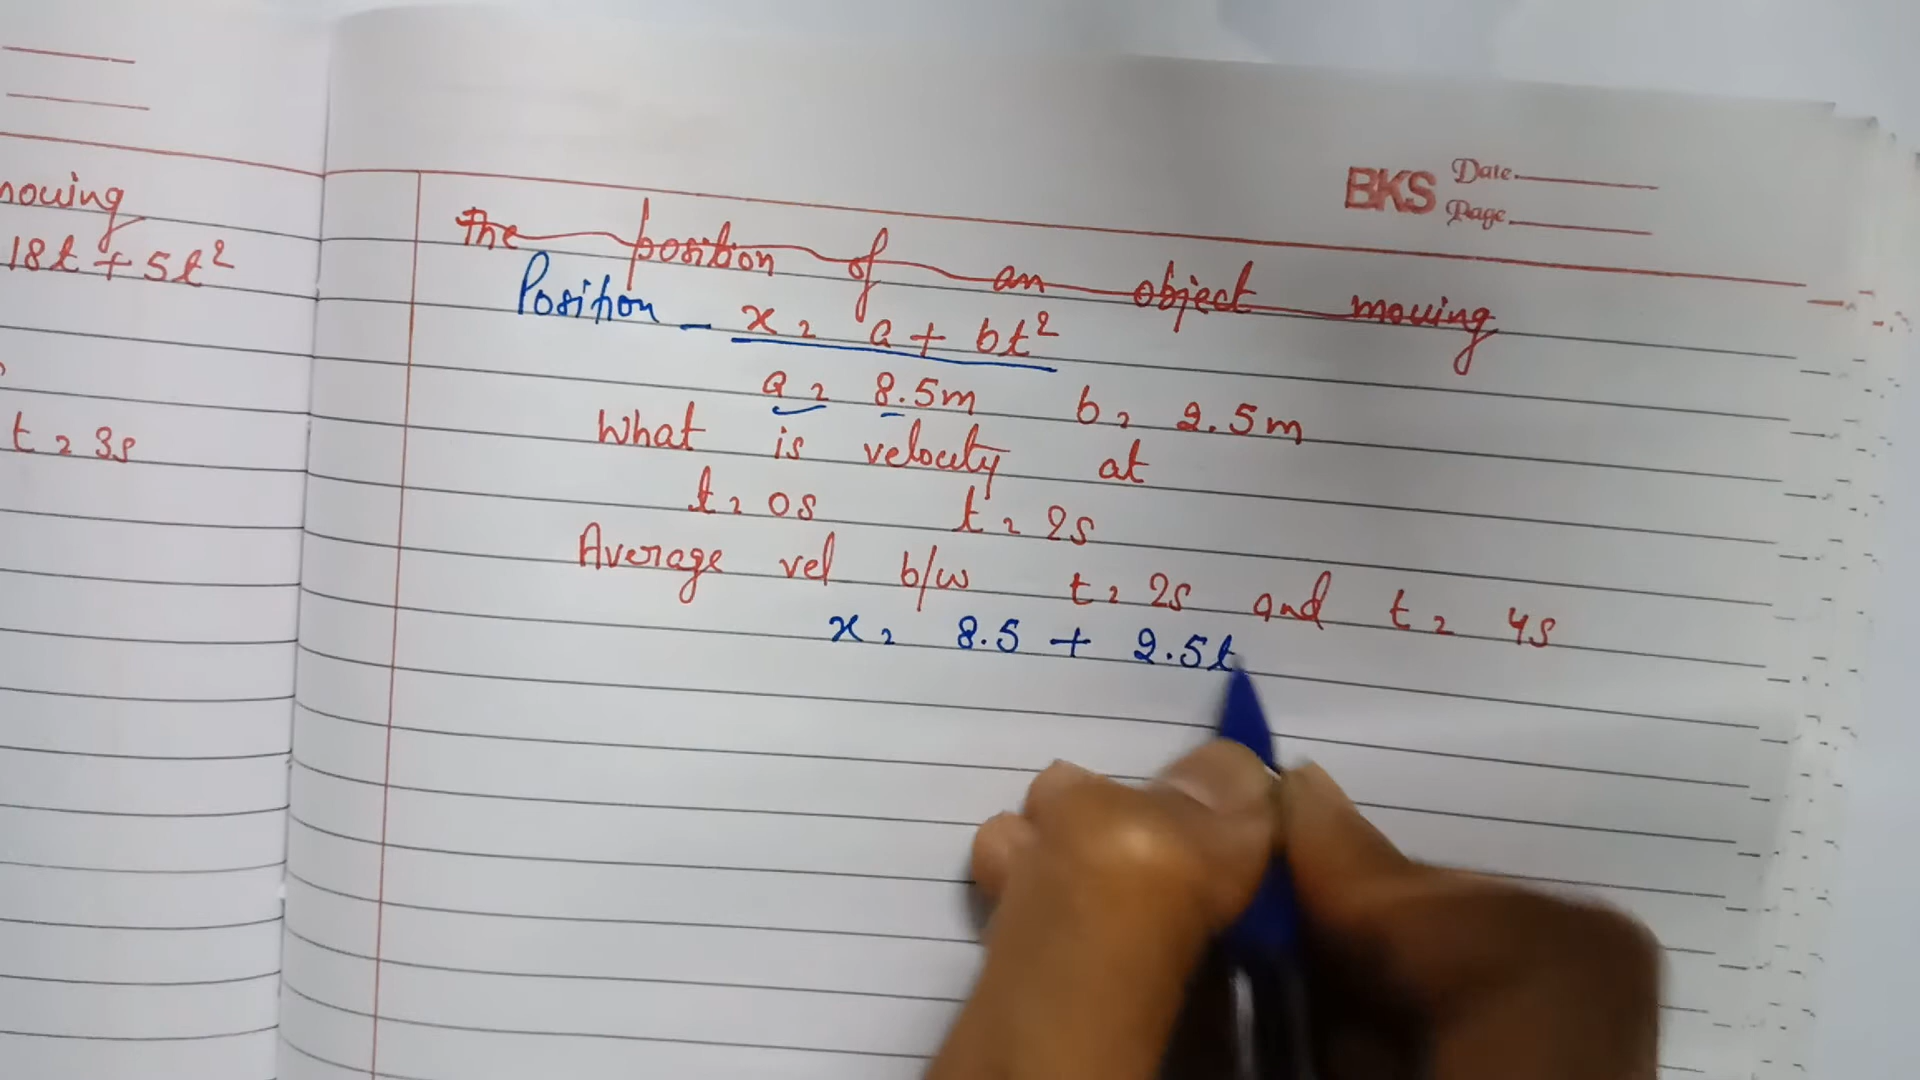 moving
18t + 5t²
t = 3s
BKS
Date
Page
the position of an object moving
Position - x = a + bt²
a = 8.5m b = 2.5m
What is velocity at
t = 0s t = 2s
Average vel b/w t = 2s and t = 4s
x = 8.5 + 2.5t